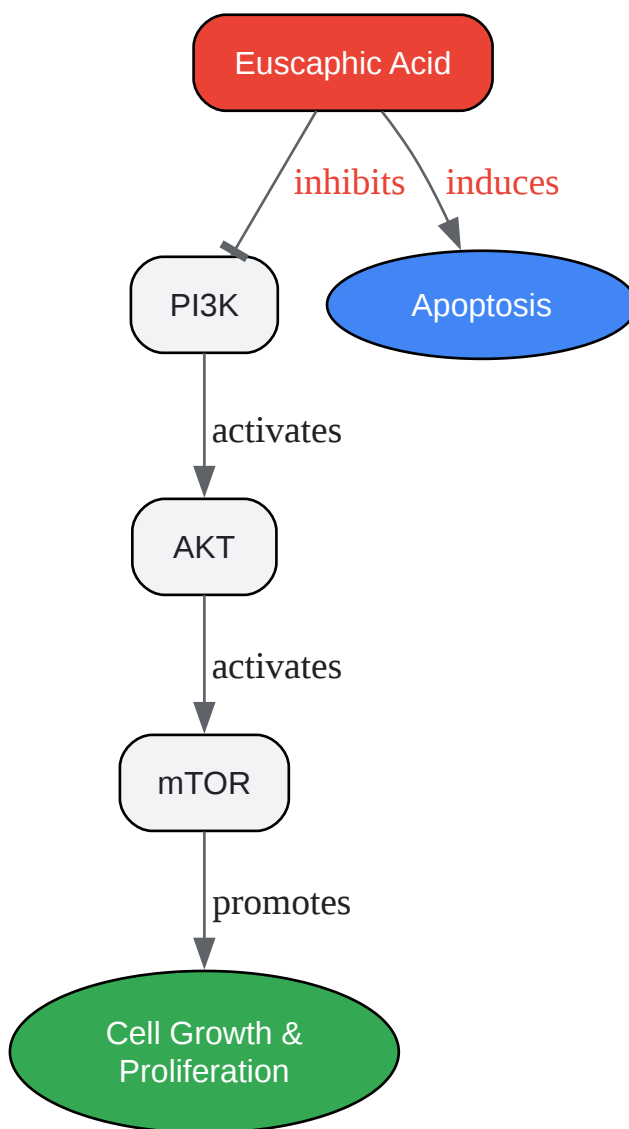 Euscaphic Acid
inhibits
induces
PI3K
Apoptosis
activates
AKT
activates
mTOR
promotes
Cell Growth &
Proliferation